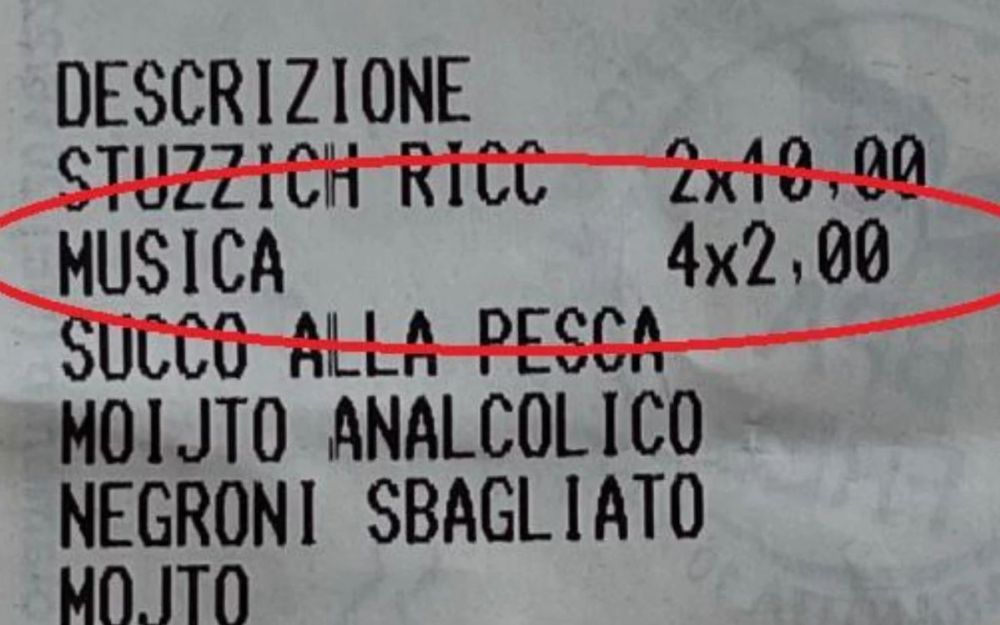 DESCRIZIONE
STUZZICH RICC 2x10,00
MUSICA 4x2,00
SUCCO ALLA PESCA
MOIJTO ANALCOLICO
NEGRONI SBAGLIATO
MOJTO